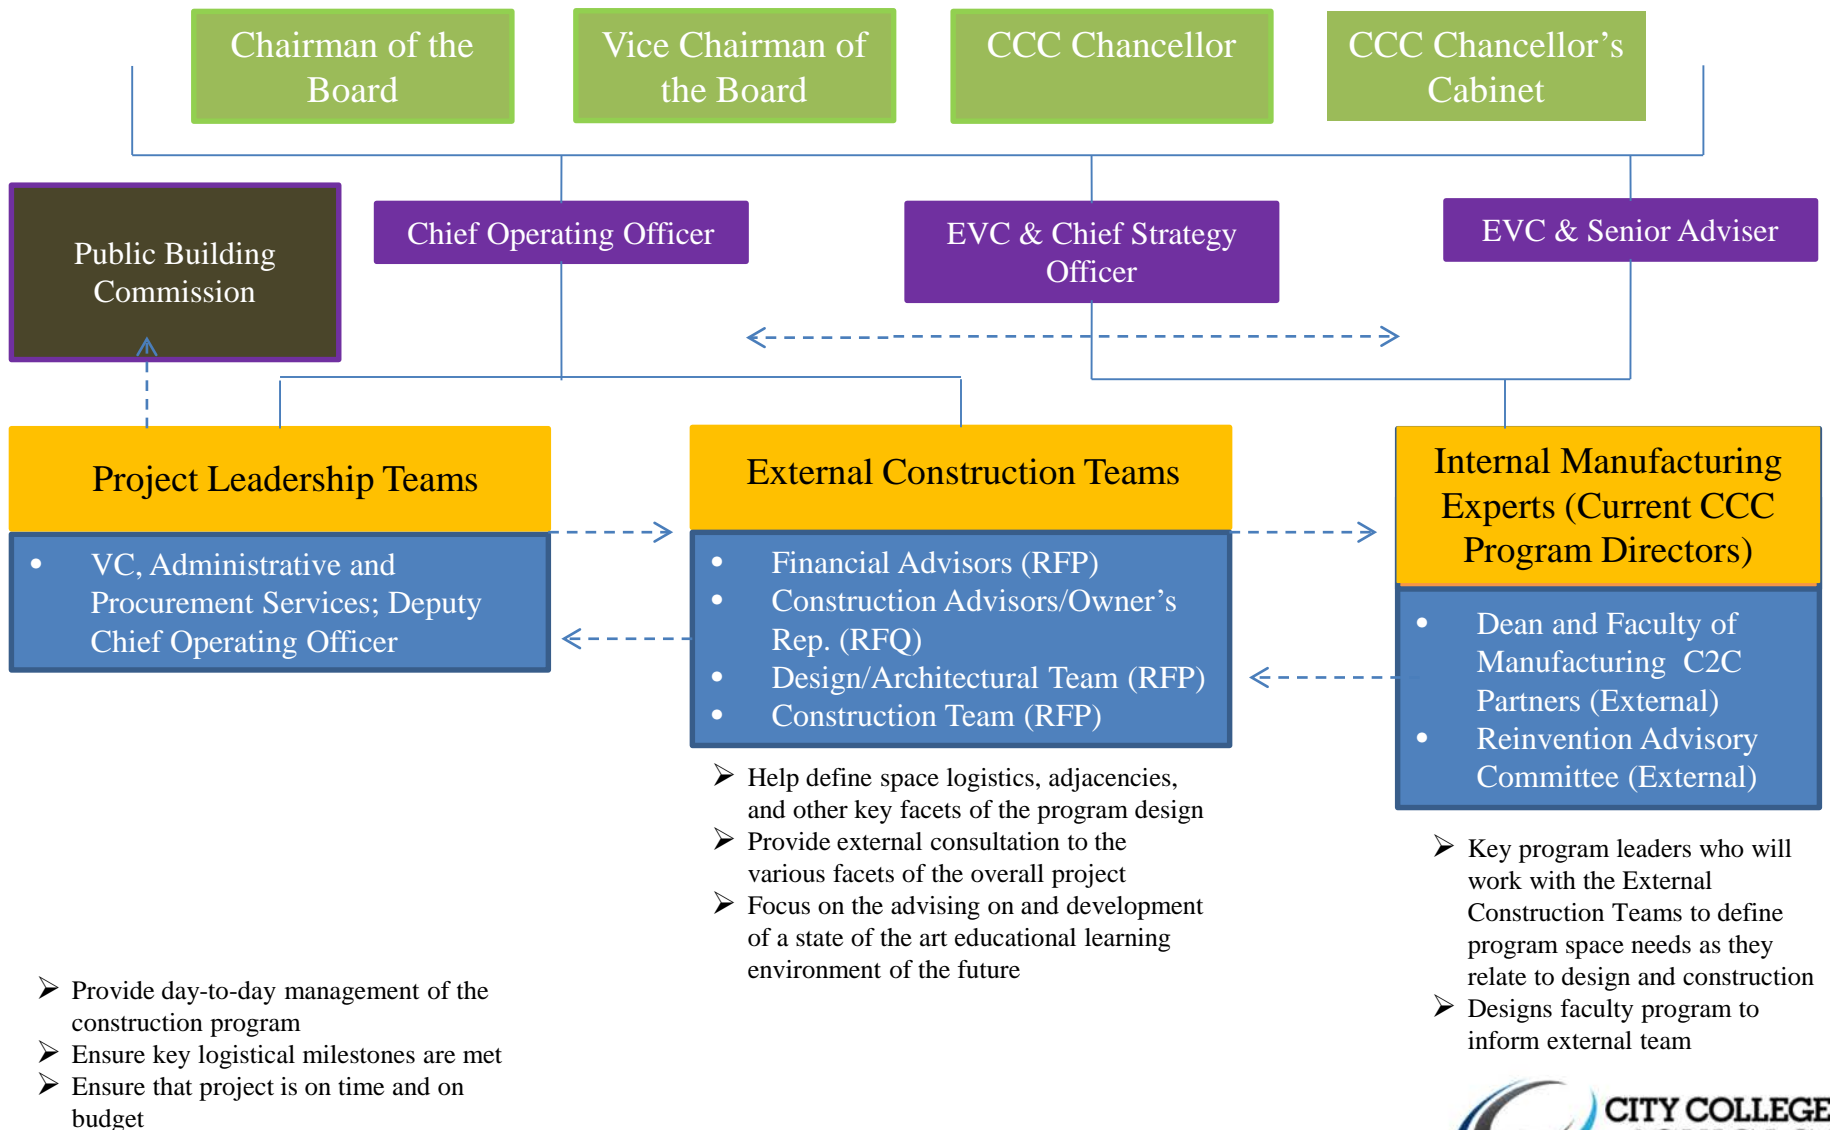 Chairman of the
Board
Vice Chairman of
the Board
CCC Chancellor
CCC Chancellor’s
Cabinet
Public Building
Commission
Chief Operating Officer
EVC & Chief Strategy
Officer
EVC & Senior Adviser
Project Leadership Teams
• VC, Administrative and
Procurement Services; Deputy
Chief Operating Officer
External Construction Teams
• Financial Advisors (RFP)
• Construction Advisors/Owner’s
Rep. (RFQ)
• Design/Architectural Team (RFP)
• Construction Team (RFP)
Internal Manufacturing
Experts (Current CCC
Program Directors)
• Dean and Faculty of
Manufacturing C2C
Partners (External)
• Reinvention Advisory
Committee (External)
➢ Provide day-to-day management of the
construction program
➢ Ensure key logistical milestones are met
➢ Ensure that project is on time and on
budget
➢ Help define space logistics, adjacencies,
and other key facets of the program design
➢ Provide external consultation to the
various facets of the overall project
➢ Focus on the advising on and development
of a state of the art educational learning
environment of the future
➢ Key program leaders who will
work with the External
Construction Teams to define
program space needs as they
relate to design and construction
➢ Designs faculty program to
inform external team
CITY COLLEGE